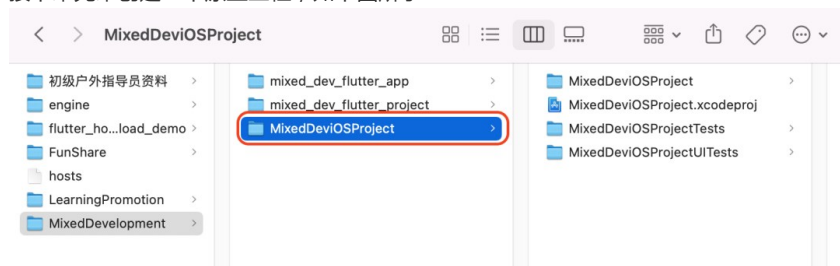 MixedDeviOSProject
初级户外指导员资料
engine
flutter_ho...load_demo
FunShare
hosts
LearningPromotion
MixedDevelopment
mixed_dev_flutter_app
mixed_dev_flutter_project
MixedDeviOSProject
MixedDeviOSProject
MixedDeviOSProject.xcodeproj
MixedDeviOSProjectTests
MixedDeviOSProjectUITests